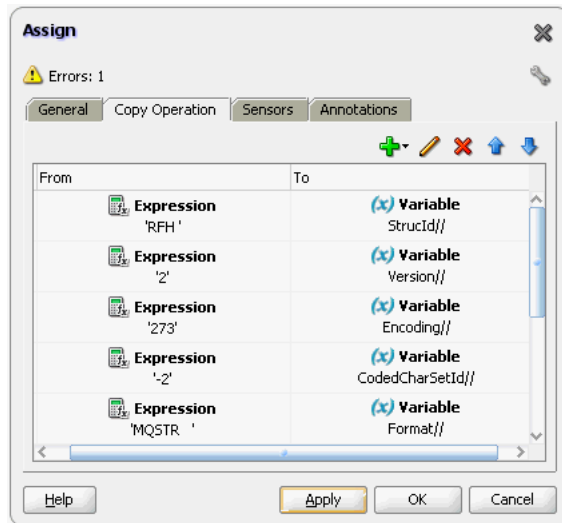 Assign
Errors: 1
General Copy Operation Sensors Annotations
From To
Expression (x) Variable
'RFH ' StrucId//
Expression (x) Variable
'2' Version//
Expression (x) Variable
'273' Encoding//
Expression (x) Variable
'-2' CodedCharSetId//
Expression (x) Variable
'MQSTR   ' Format//
Help Apply OK Cancel